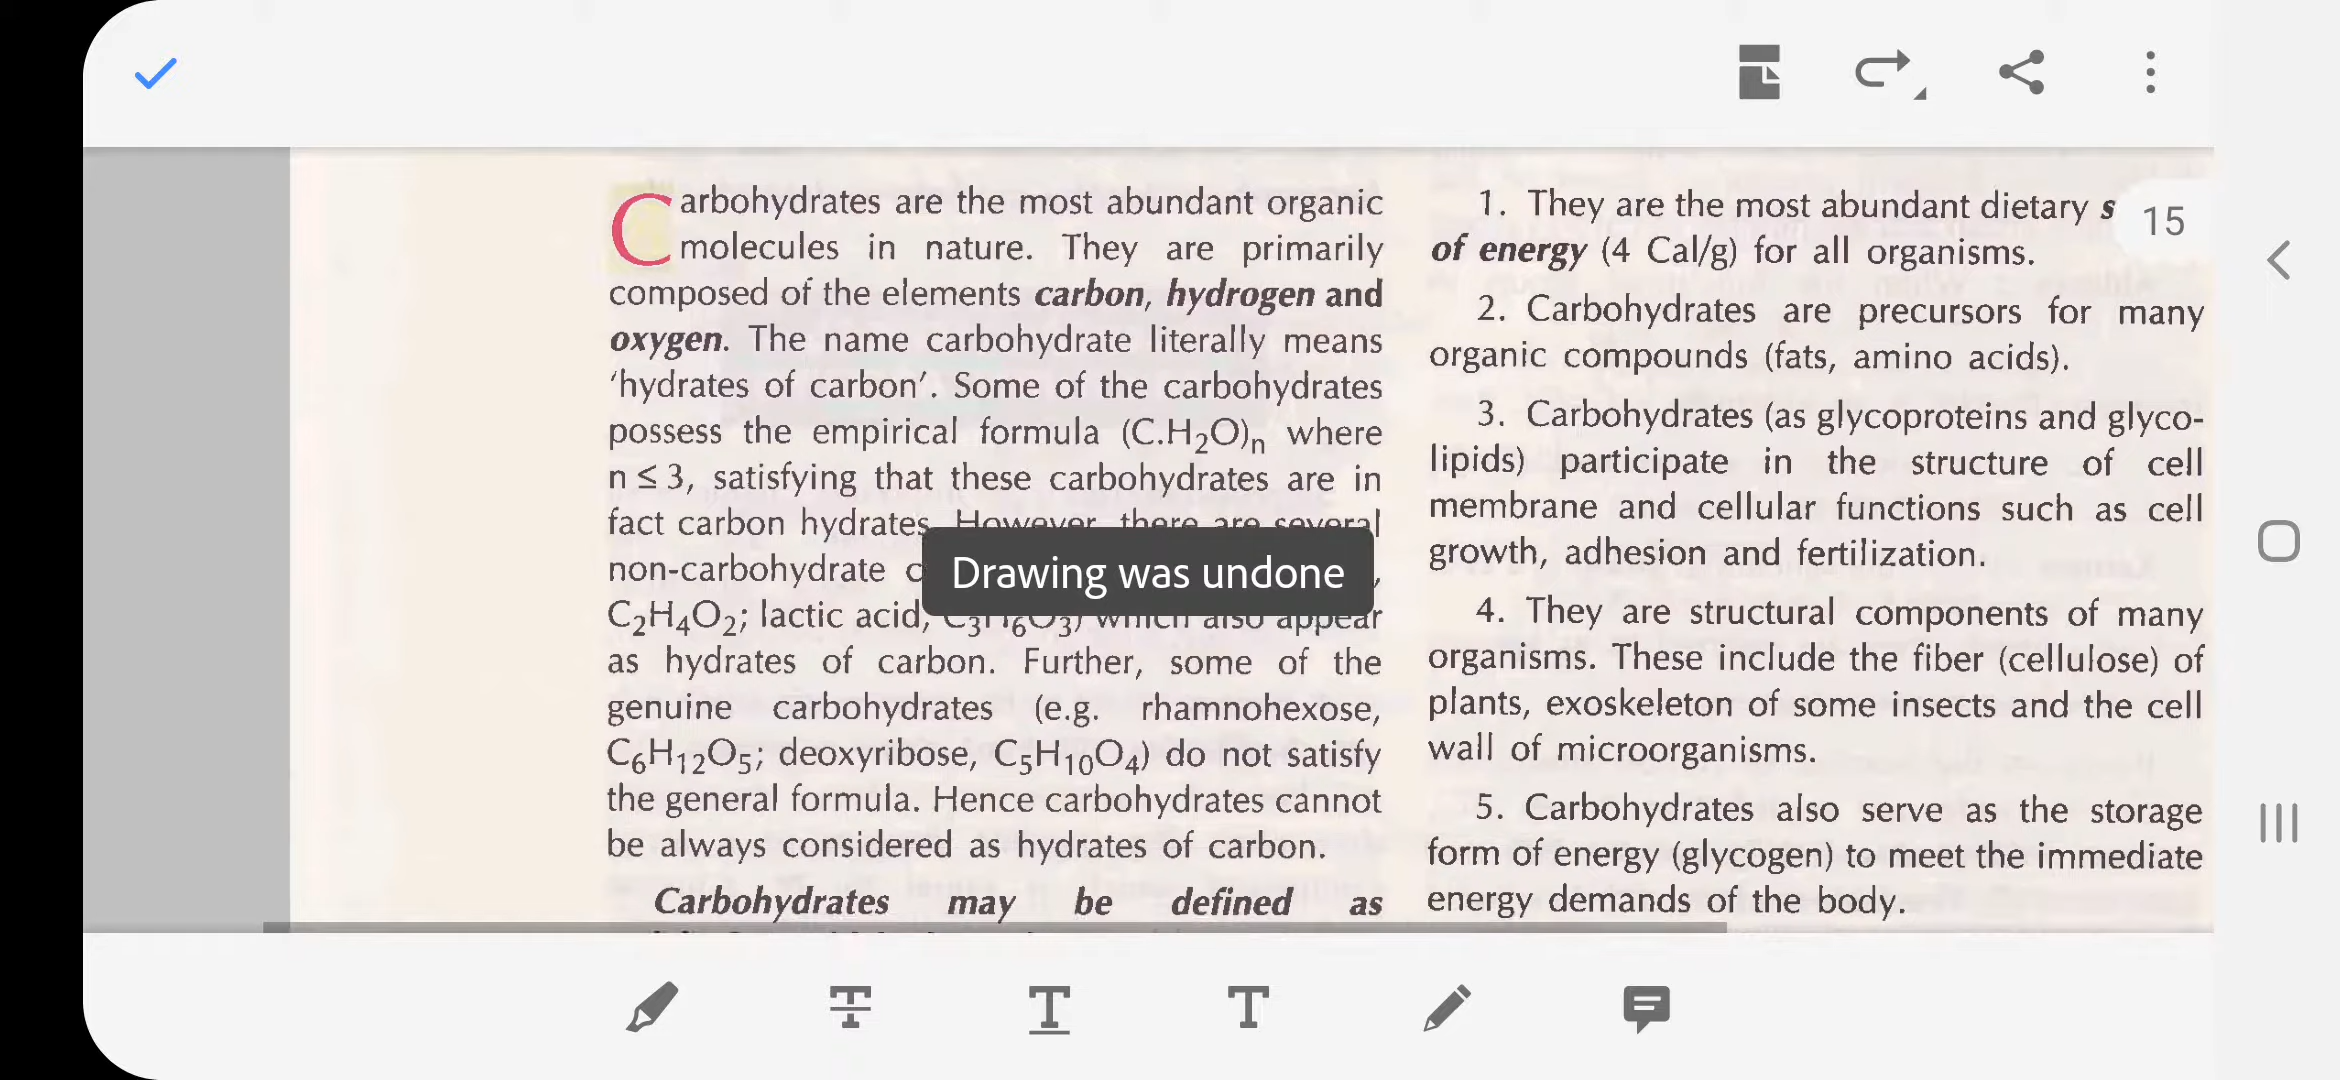 Carbohydrates are the most abundant organic
molecules in nature. They are primarily
composed of the elements carbon, hydrogen and
oxygen. The name carbohydrate literally means
‘hydrates of carbon’. Some of the carbohydrates
possess the empirical formula (C.H₂O)ₙ where
n ≤ 3, satisfying that these carbohydrates are in
fact carbon hydrates. However, there are several
non-carbohydrate
C₂H₄O₂; lactic acid, C₃H₆O₃) which also appear
as hydrates of carbon. Further, some of the
genuine carbohydrates (e.g. rhamnohexose,
C₆H₁₂O₅; deoxyribose, C₅H₁₀O₄) do not satisfy
the general formula. Hence carbohydrates cannot
be always considered as hydrates of carbon.
Carbohydrates may be defined as
Drawing was undone
1. They are the most abundant dietary s
of energy (4 Cal/g) for all organisms.
2. Carbohydrates are precursors for many
organic compounds (fats, amino acids).
3. Carbohydrates (as glycoproteins and glyco-
lipids) participate in the structure of cell
membrane and cellular functions such as cell
growth, adhesion and fertilization.
4. They are structural components of many
organisms. These include the fiber (cellulose) of
plants, exoskeleton of some insects and the cell
wall of microorganisms.
5. Carbohydrates also serve as the storage
form of energy (glycogen) to meet the immediate
energy demands of the body.
15